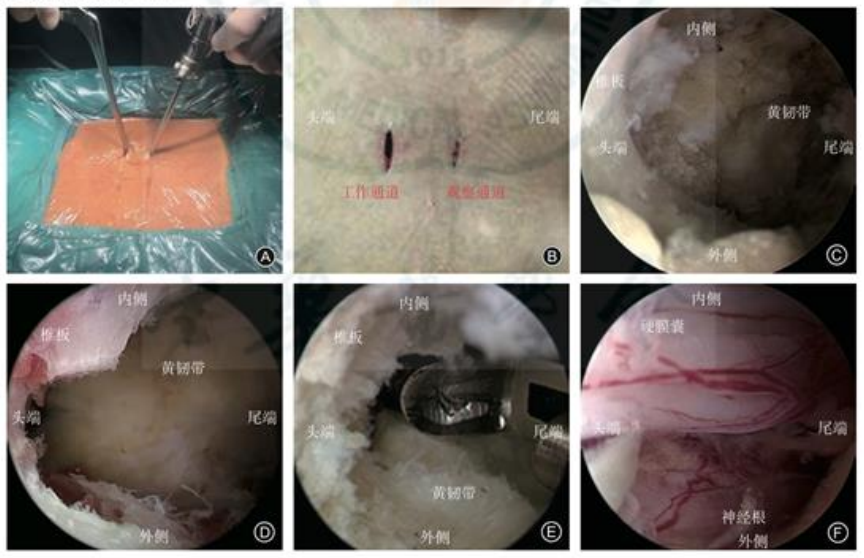 A
头端
尾端
工作通道
观察通道
B
内侧
椎板
黄韧带
头端
尾端
外侧
C
内侧
椎板
黄韧带
头端
尾端
外侧
D
内侧
椎板
头端
尾端
黄韧带
外侧
E
内侧
硬膜囊
头端
尾端
神经根
外侧
F